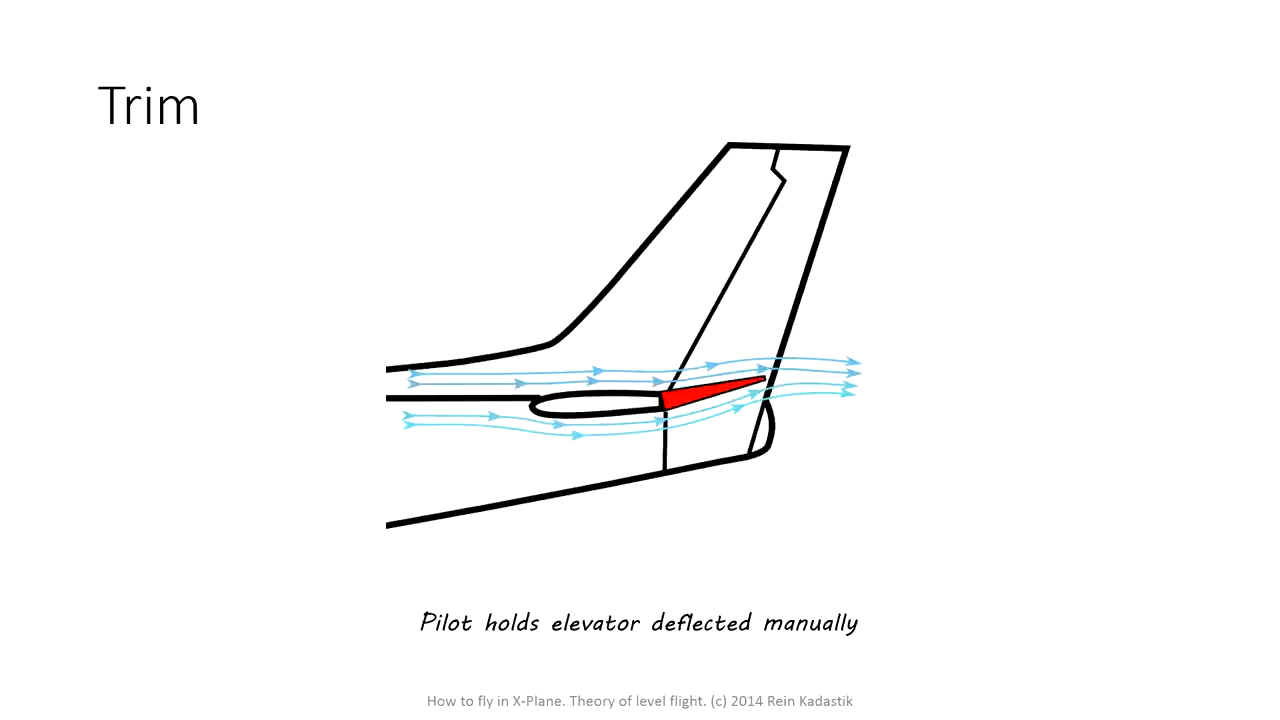 Trim
Pilot holds elevator deflected manually
How to fly in X-Plane. Theory of level flight. (c) 2014 Rein Kadastik